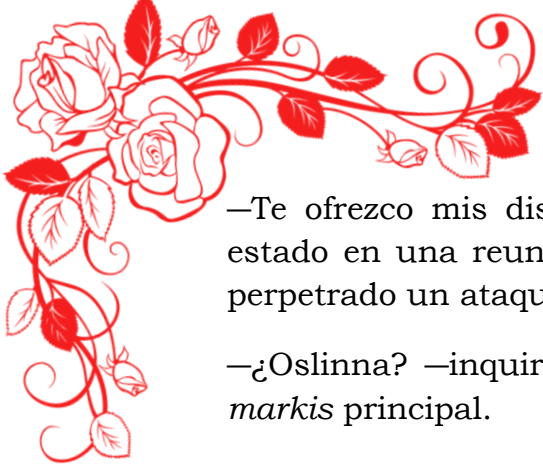 —Te ofrezco mis dis
estado en una reun
perpetrado un ataqu
—¿Oslinna? —inquir
markis principal.